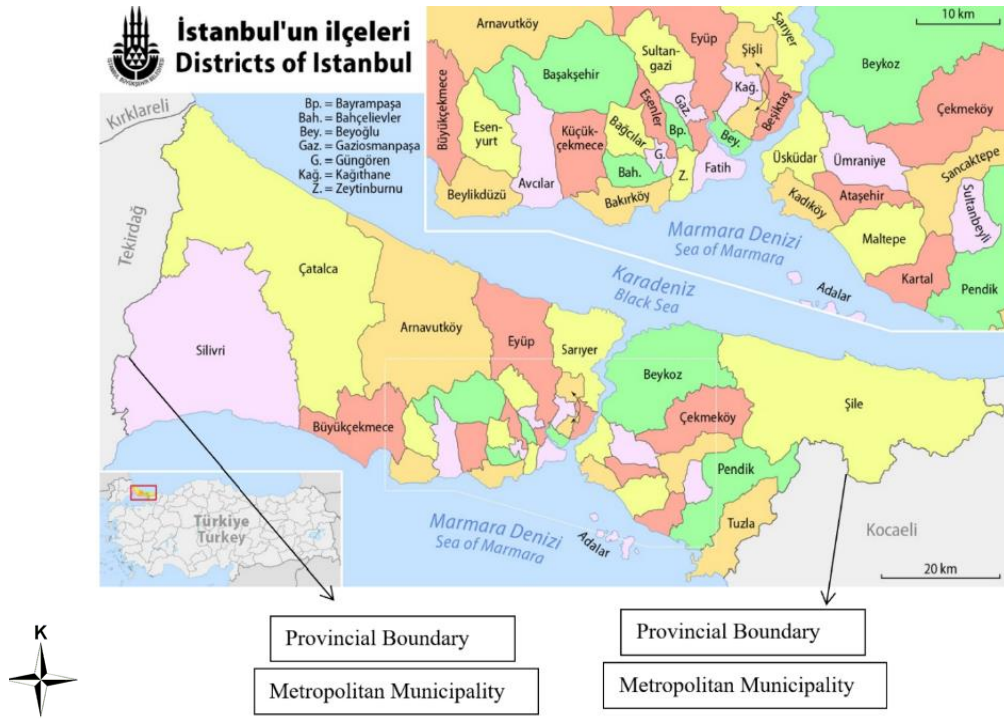 İstanbul'un ilçeleri
Districts of Istanbul
Bp. = Bayrampaşa
Bah. = Bahçelievler
Bey. = Beyoğlu
Gaz. = Gaziosmanpaşa
G. = Güngören
Kağ. = Kağıthane
Z. = Zeytinburnu
10 km
Arnavutköy
Eyüp
Sarıyer
Şişli
Sultan-
gazi
Beykoz
Başakşehir
Kağ.
Gaz.
Büyükçekmece
Esenler
Beşiktaş
Çekmeköy
Esen-
yurt
Küçük-
çekmece
Bağcılar
Bp.
Bey.
G.
Üsküdar
Ümraniye
Sancaktepe
Avcılar
Bah.
Z.
Fatih
Beylikdüzü
Bakırköy
Kadıköy
Ataşehir
Sultanbeyli
Maltepe
Marmara Denizi
Sea of Marmara
Kartal
Pendik
Adalar
Kırklareli
Tekirdağ
Çatalca
Karadeniz
Black Sea
Silivri
Arnavutköy
Eyüp
Sarıyer
Beykoz
Şile
Büyükçekmece
Çekmeköy
Pendik
Tuzla
Kocaeli
Marmara Denizi
Sea of Marmara
Adalar
Türkiye
Turkey
20 km
Provincial Boundary
Provincial Boundary
Metropolitan Municipality
Metropolitan Municipality
K